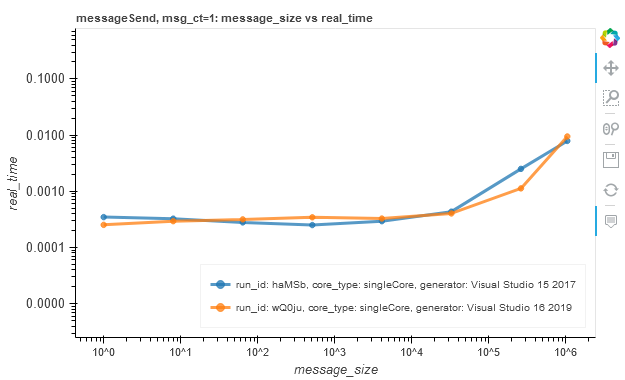 messageSend, msg_ct=1: message_size vs real_time
real_time
0.1000
0.0100
0.0010
0.0001
0.0000
run_id: haMSb, core_type: singleCore, generator: Visual Studio 15 2017
run_id: wQ0ju, core_type: singleCore, generator: Visual Studio 16 2019
10^0 10^1 10^2 10^3 10^4 10^5 10^6
message_size